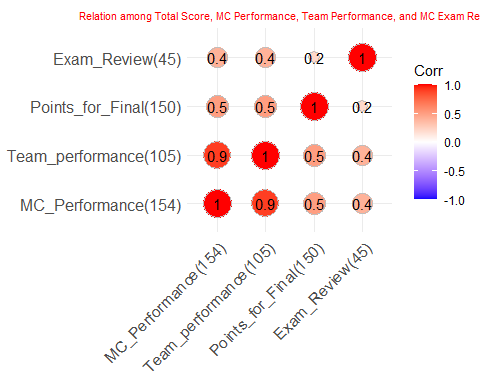 Relation among Total Score, MC Performance, Team Performance, and MC Exam Re
Exam_Review(45) 0.4 0.4 0.2 1
Points_for_Final(150) 0.5 0.5 1 0.2
Team_performance(105) 0.9 1 0.5 0.4
MC_Performance(154) 1 0.9 0.5 0.4
MC_Performance(154)
Team_performance(105)
Points_for_Final(150)
Exam_Review(45)
Corr
1.0
0.5
0.0
-0.5
-1.0